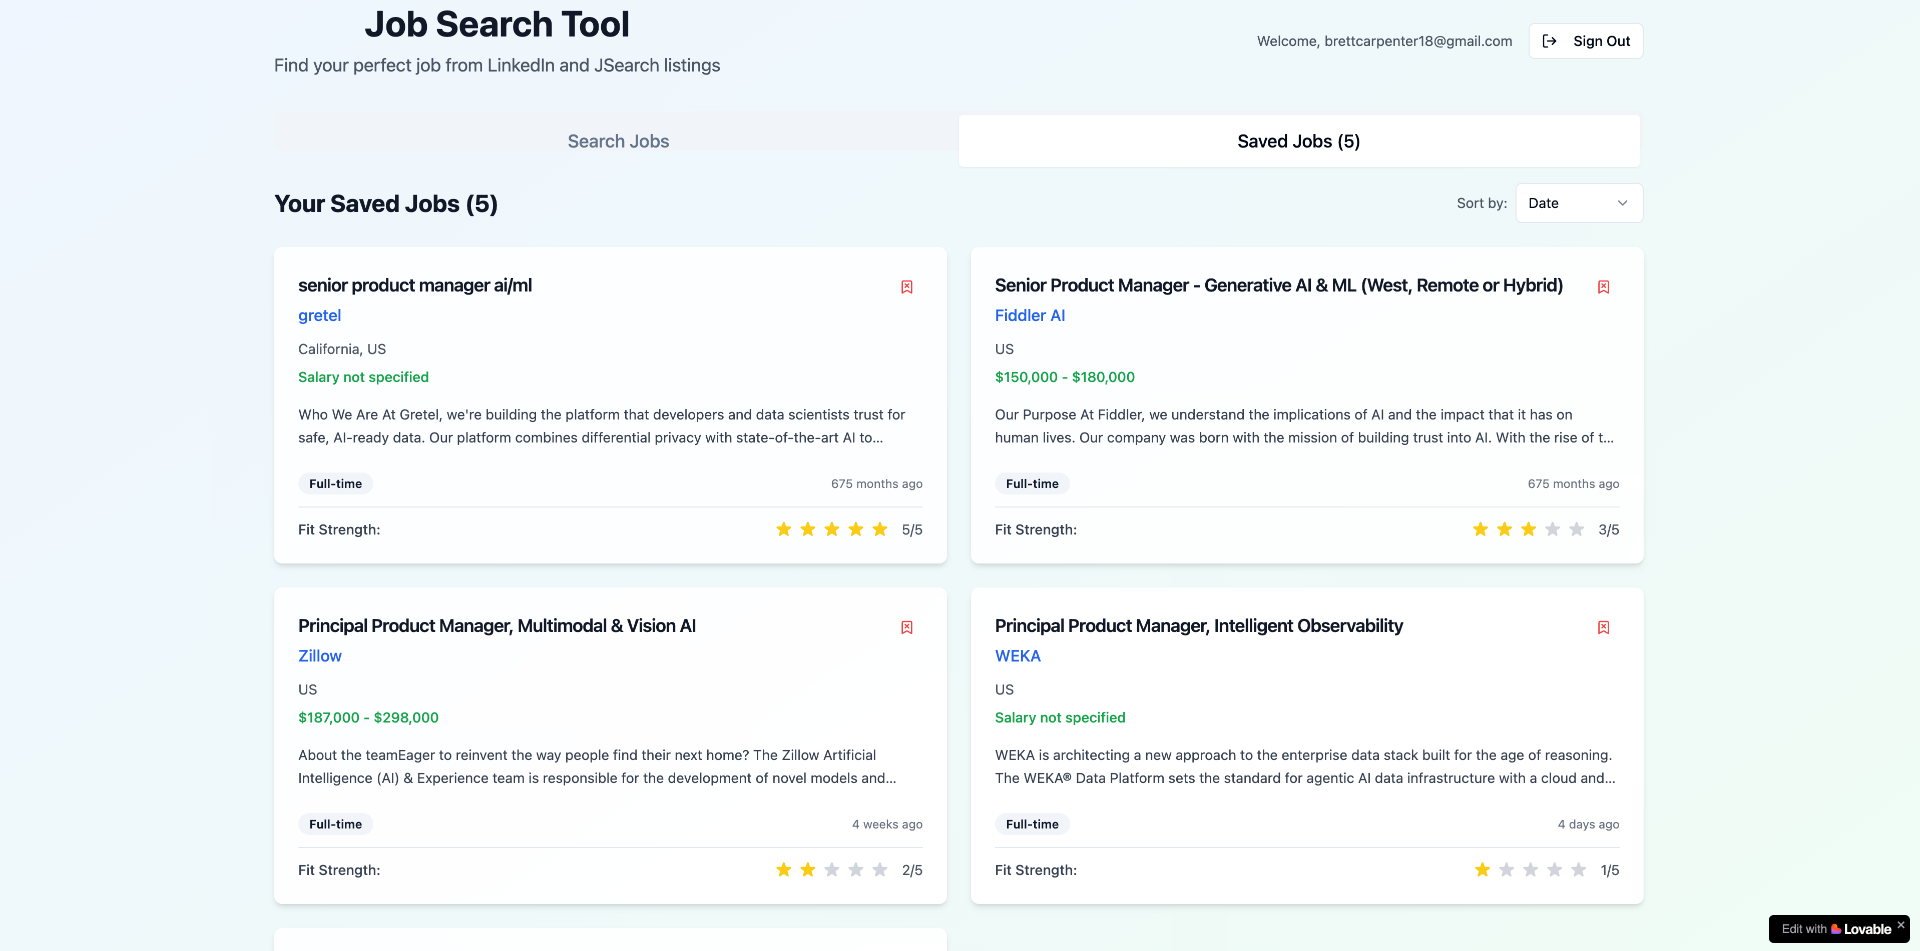 Job Search Tool
Find your perfect job from LinkedIn and JSearch listings
Welcome, brettcarpenter18@gmail.com
Sign Out
Search Jobs
Saved Jobs (5)
Your Saved Jobs (5)
Sort by:
Date
senior product manager ai/ml
gretel
California, US
Salary not specified
Who We Are At Gretel, we're building the platform that developers and data scientists trust for
safe, AI-ready data. Our platform combines differential privacy with state-of-the-art AI to...
Full-time
675 months ago
Fit Strength:
5/5
Senior Product Manager - Generative AI & ML (West, Remote or Hybrid)
Fiddler AI
US
$150,000 - $180,000
Our Purpose At Fiddler, we understand the implications of AI and the impact that it has on
human lives. Our company was born with the mission of building trust into AI. With the rise of t...
Full-time
675 months ago
Fit Strength:
3/5
Principal Product Manager, Multimodal & Vision AI
Zillow
US
$187,000 - $298,000
About the teamEager to reinvent the way people find their next home? The Zillow Artificial
Intelligence (AI) & Experience team is responsible for the development of novel models and...
Full-time
4 weeks ago
Fit Strength:
2/5
Principal Product Manager, Intelligent Observability
WEKA
US
Salary not specified
WEKA is architecting a new approach to the enterprise data stack built for the age of reasoning.
The WEKA® Data Platform sets the standard for agentic AI data infrastructure with a cloud and...
Full-time
4 days ago
Fit Strength:
1/5
Edit with Lovable